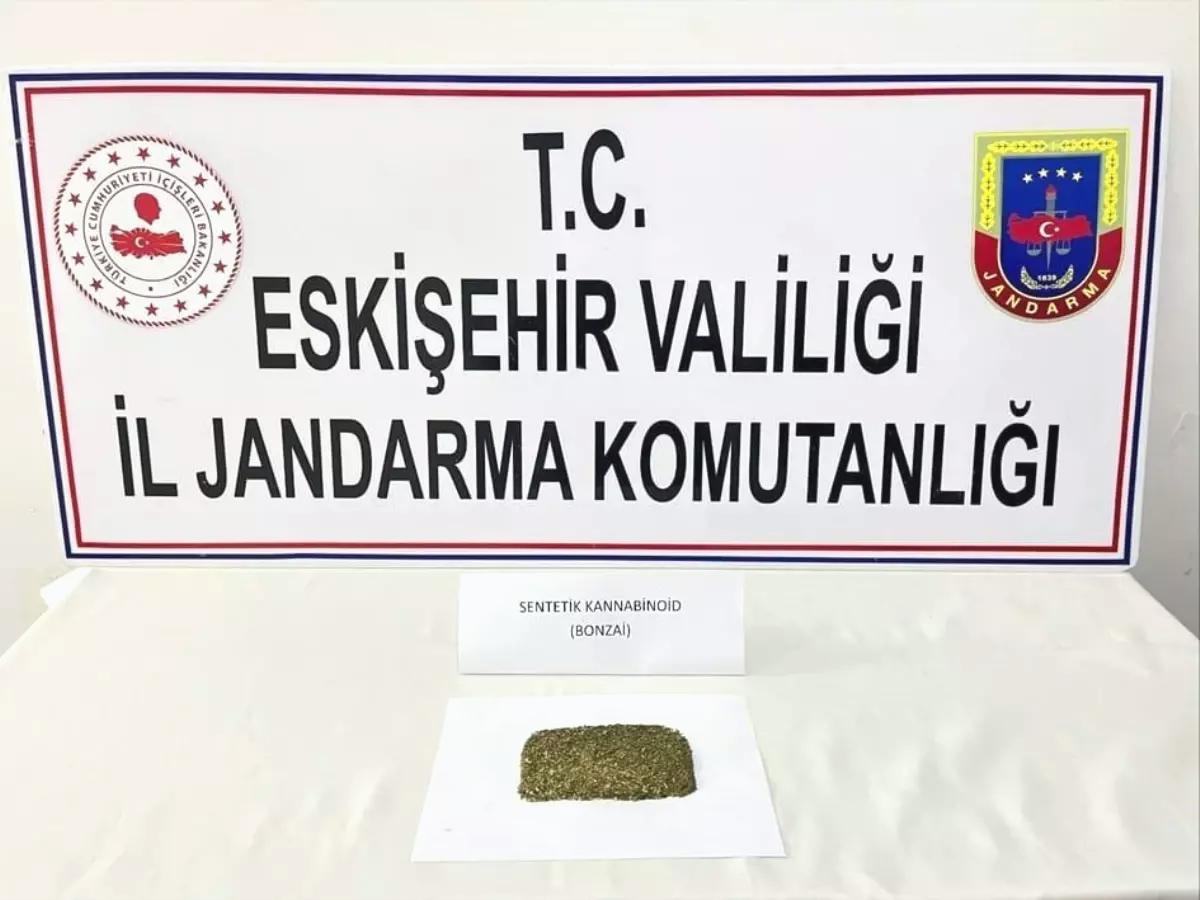 T.C.
ESKİŞEHİR VALİLİĞİ
İL JANDARMA KOMUTANLIĞI
TÜRKİYE CUMHURİYETİ İÇİŞLERİ BAKANLIĞI
1839
JANDARMA
SENTETİK KANNABİNOİD
(BONZAİ)